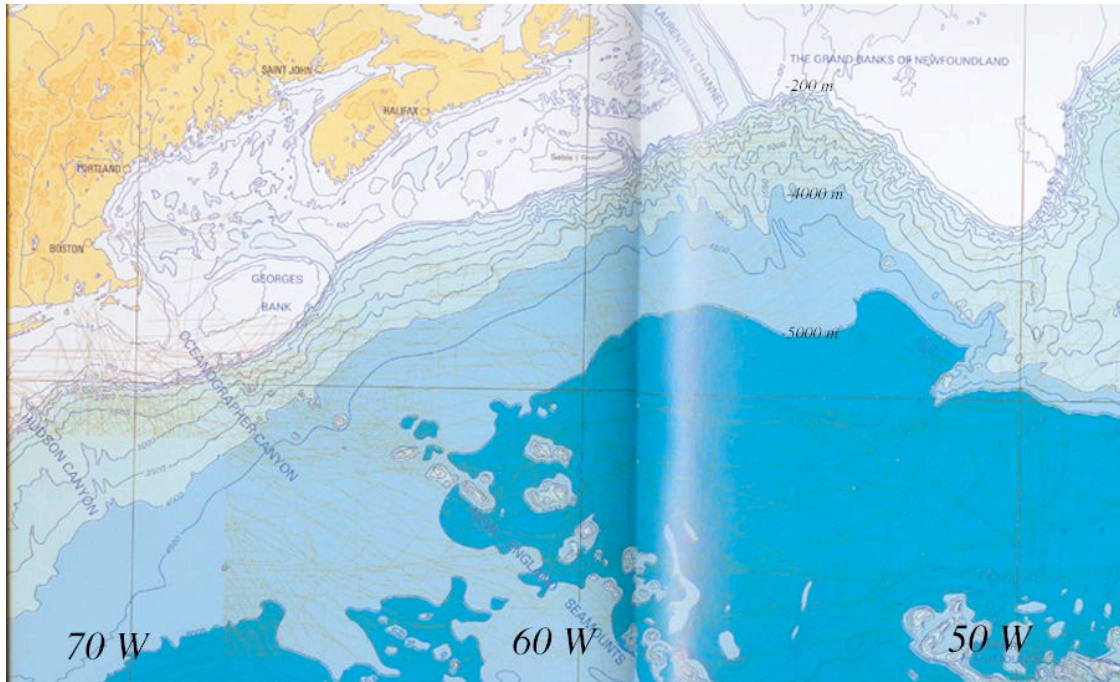 LAURENTIAN CHANNEL
THE GRAND BANKS OF NEWFOUNDLAND
SAINT JOHN
-200 m
HALIFAX
PORTLAND
-4000 m
BOSTON
GEORGES
BANK
-5000 m
OCEANOGRAPHER CANYON
HUDSON CANYON
ENGLAND
SEAMOUNTS
70 W
60 W
50 W